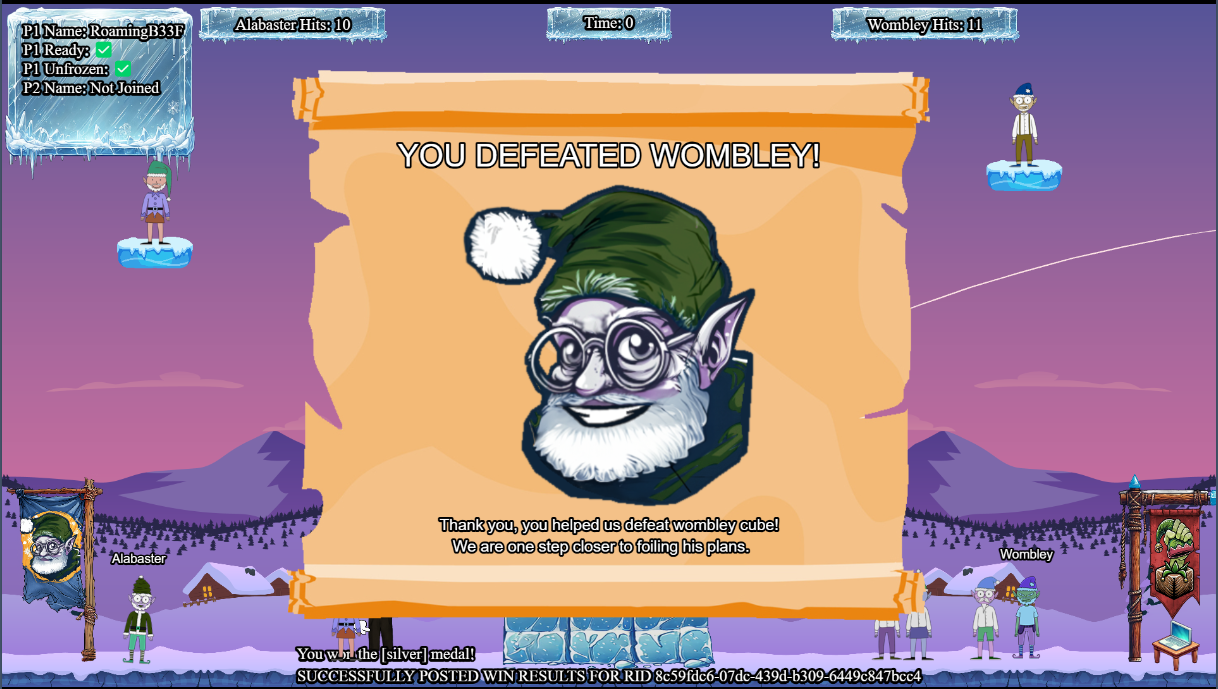 P1 Name: RoamingB33F
P1 Ready: ✅
P1 Unfrozen: ✅
P2 Name: Not Joined
Alabaster Hits: 10
Time: 0
Wombley Hits: 11
YOU DEFEATED WOMBLEY!
Thank you, you helped us defeat wombley cube!
We are one step closer to foiling his plans.
Alabaster
Wombley
You won the [silver] medal!
SUCCESSFULLY POSTED WIN RESULTS FOR RID 8c59fdc6-07dc-439d-b309-6449c847bcc4